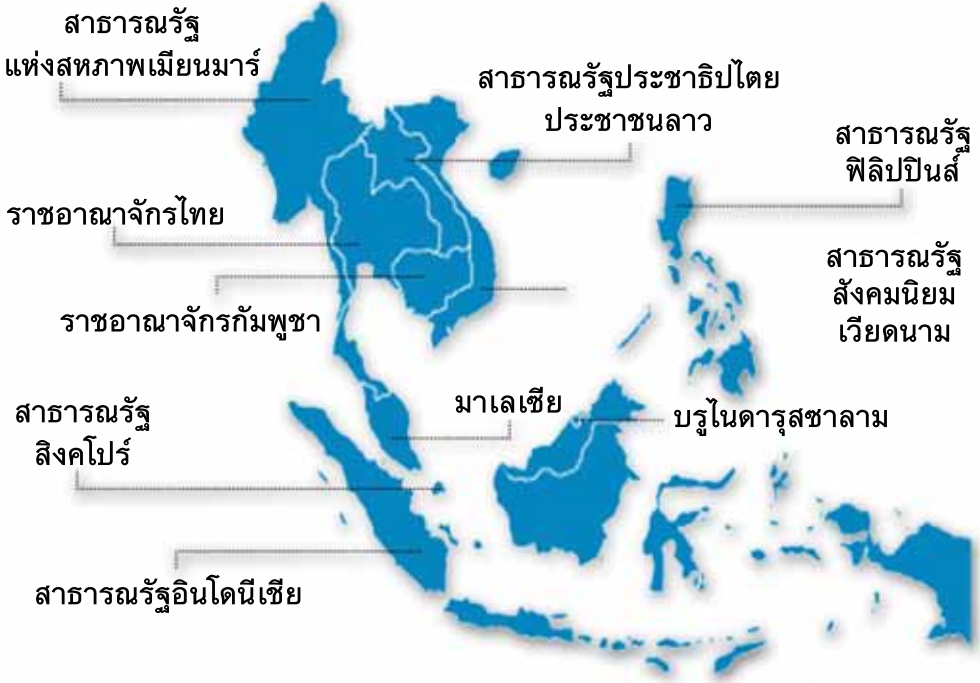 สาธารณรัฐ
แห่งสหภาพเมียนมาร์
สาธารณรัฐประชาธิปไตย
ประชาชนลาว
สาธารณรัฐ
ฟิลิปปินส์
ราชอาณาจักรไทย
สาธารณรัฐ
สังคมนิยม
เวียดนาม
ราชอาณาจักรกัมพูชา
สาธารณรัฐ
สิงคโปร์
มาเลเซีย
บรูไนดารุสซาลาม
สาธารณรัฐอินโดนีเซีย